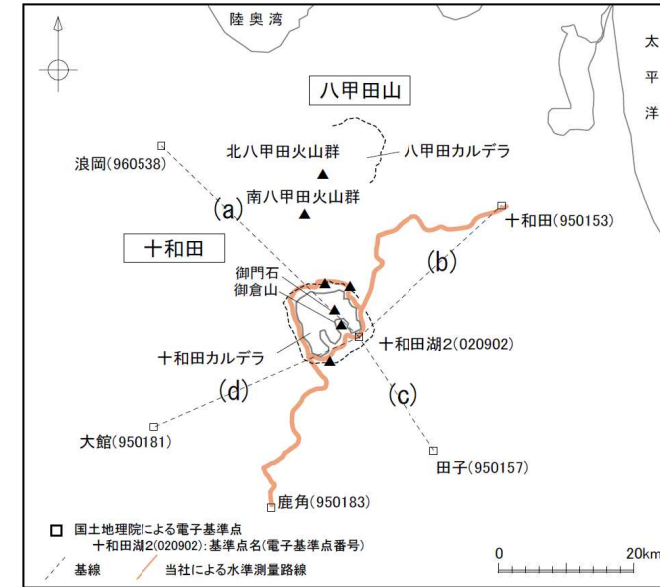 陸奥湾
太
平
洋
八甲田山
北八甲田火山群
八甲田カルデラ
浪岡(960538)
南八甲田火山群
(a)
十和田(950153)
十和田
(b)
御門石
御倉山
十和田湖2(020902)
十和田カルデラ
(d)
(c)
大館(950181)
田子(950157)
鹿角(950183)
国土地理院による電子基準点
十和田湖2(020902):基準点名(電子基準点番号)
基線
当社による水準測量路線
0 20km